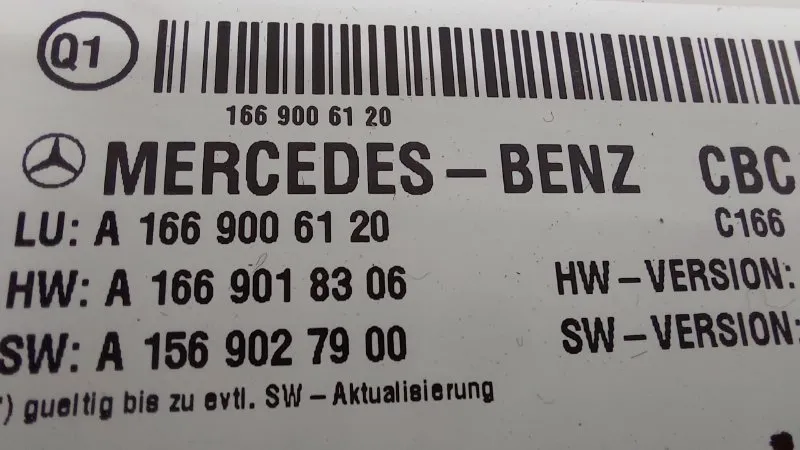 Q1
166 900 61 20
MERCEDES-BENZ CBC
LU: A 166 900 61 20 C166
HW: A 166 901 83 06 HW-VERSION:
SW: A 156 902 79 00 SW-VERSION:
*) gueltig bis zu evtl. SW-Aktualisierung